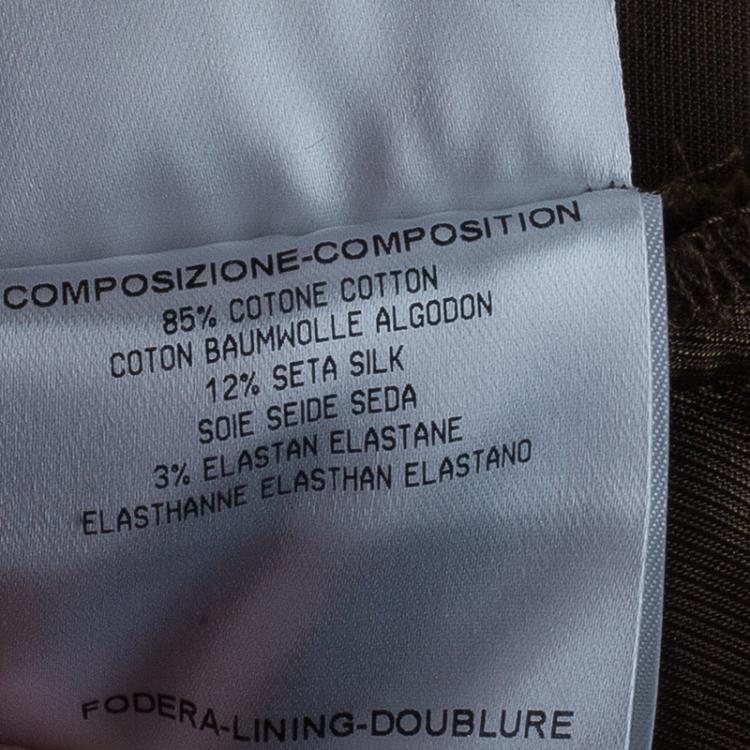 COMPOSIZIONE-COMPOSITION
85% COTONE COTTON
COTON BAUMWOLLE ALGODON
12% SETA SILK
SOIE SEIDE SEDA
3% ELASTAN ELASTANE
ELASTHANNE ELASTHAN ELASTANO
FODERA-LINING-DOUBLURE